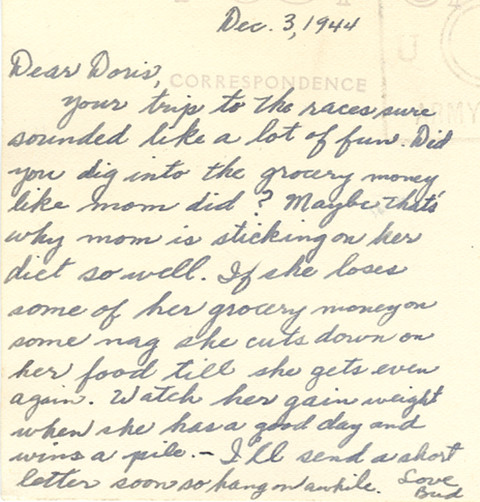 Dec. 3, 1944
Dear Doris,
CORRESPONDENCE
your trip to the races sure
ARMY
sounded like a lot of fun. Did
you dig into the grocery money
like mom did? Maybe that's
why mom is sticking on her
diet so well. If she loses
some of her grocery money on
some nag she cuts down on
her food till she gets even
again. Watch her gain weight
when she has a good day and
wins a pile. - I'll send a short
letter soon so hang on awhile. Love
Bud